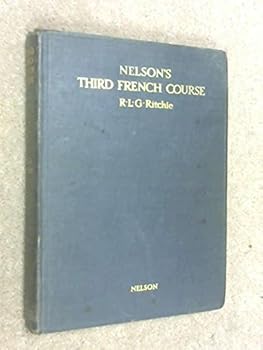 NELSON'S
THIRD FRENCH COURSE
R·L·G·Ritchie
NELSON